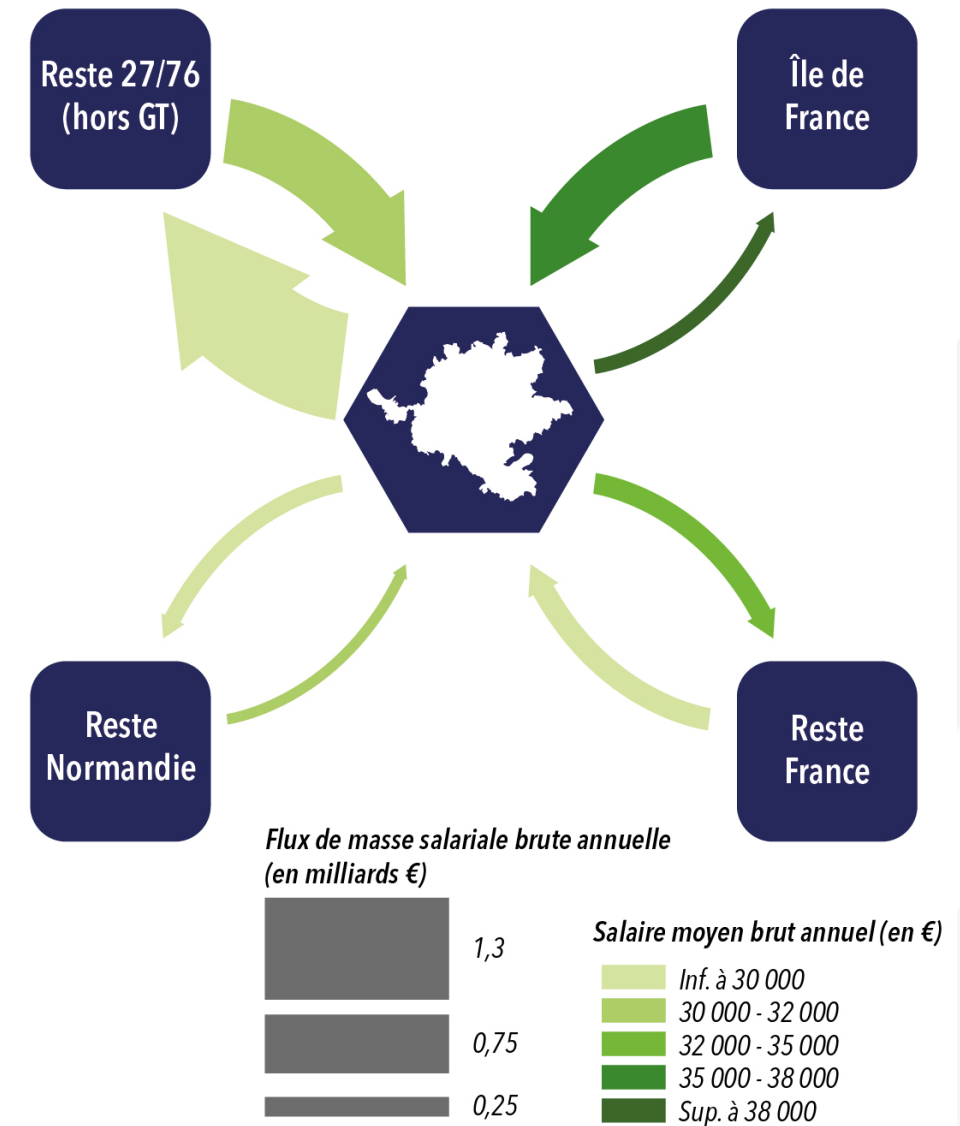 Reste 27/76
(hors GT)
Île de
France
Reste
Normandie
Reste
France
Flux de masse salariale brute annuelle
(en milliards €)
1,3
0,75
0,25
Salaire moyen brut annuel (en €)
Inf. à 30 000
30 000 - 32 000
32 000 - 35 000
35 000 - 38 000
Sup. à 38 000